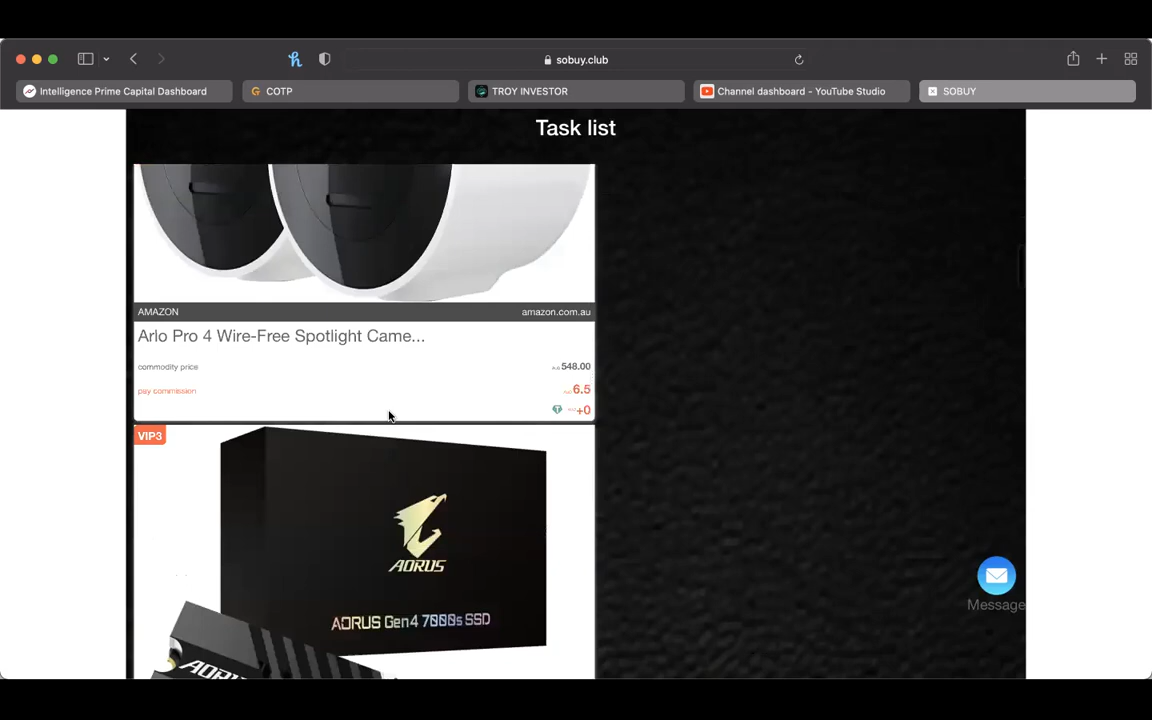 sobuy.club
Intelligence Prime Capital Dashboard
COTP
TROY INVESTOR
Channel dashboard - YouTube Studio
SOBUY
Task list
AMAZON
amazon.com.au
Arlo Pro 4 Wire-Free Spotlight Came...
commodity price
548.00
pay commission
6.5
+0
VIP3
AORUS
AORUS Gen4 7000s SSD
Message